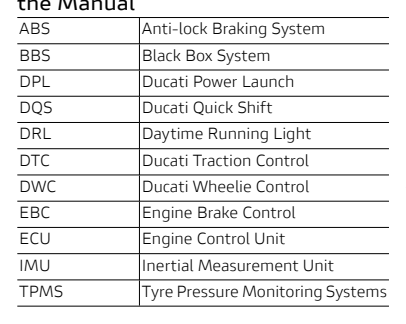 the Manual
ABS Anti-lock Braking System
BBS Black Box System
DPL Ducati Power Launch
DQS Ducati Quick Shift
DRL Daytime Running Light
DTC Ducati Traction Control
DWC Ducati Wheelie Control
EBC Engine Brake Control
ECU Engine Control Unit
IMU Inertial Measurement Unit
TPMS Tyre Pressure Monitoring Systems